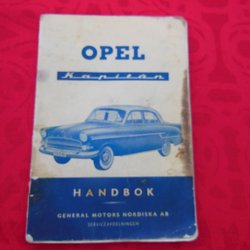 OPEL
Kapitän
HANDBOK
GENERAL MOTORS NORDISKA AB
SERVICEAVDELNINGEN